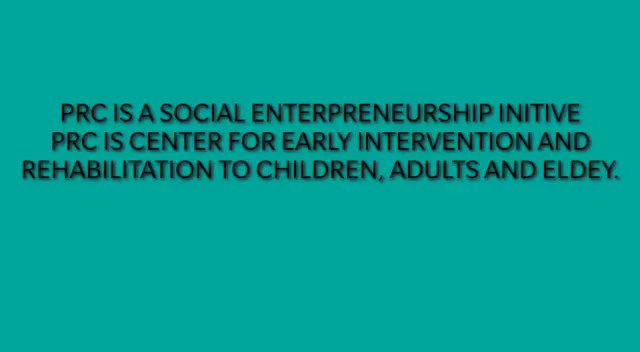 PRC IS A SOCIAL ENTERPRENEURSHIP INITIVE
PRC IS CENTER FOR EARLY INTERVENTION AND
REHABILITATION TO CHILDREN, ADULTS AND ELDEY.